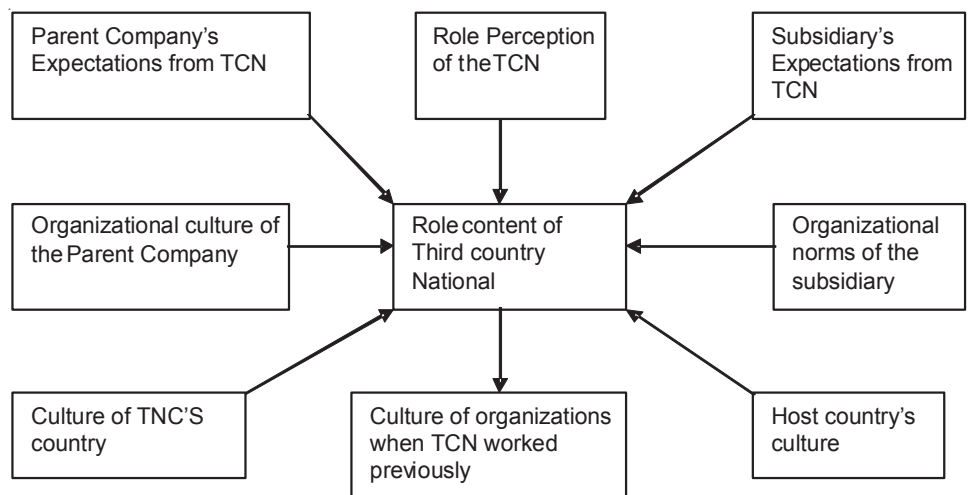 Parent Company's
Expectations from TCN
Role Perception
of the TCN
Subsidiary's
Expectations from
TCN
Organizational culture of
the Parent Company
Role content of
Third country
National
Organizational
norms of the
subsidiary
Culture of TNC'S
country
Culture of organizations
when TCN worked
previously
Host country's
culture